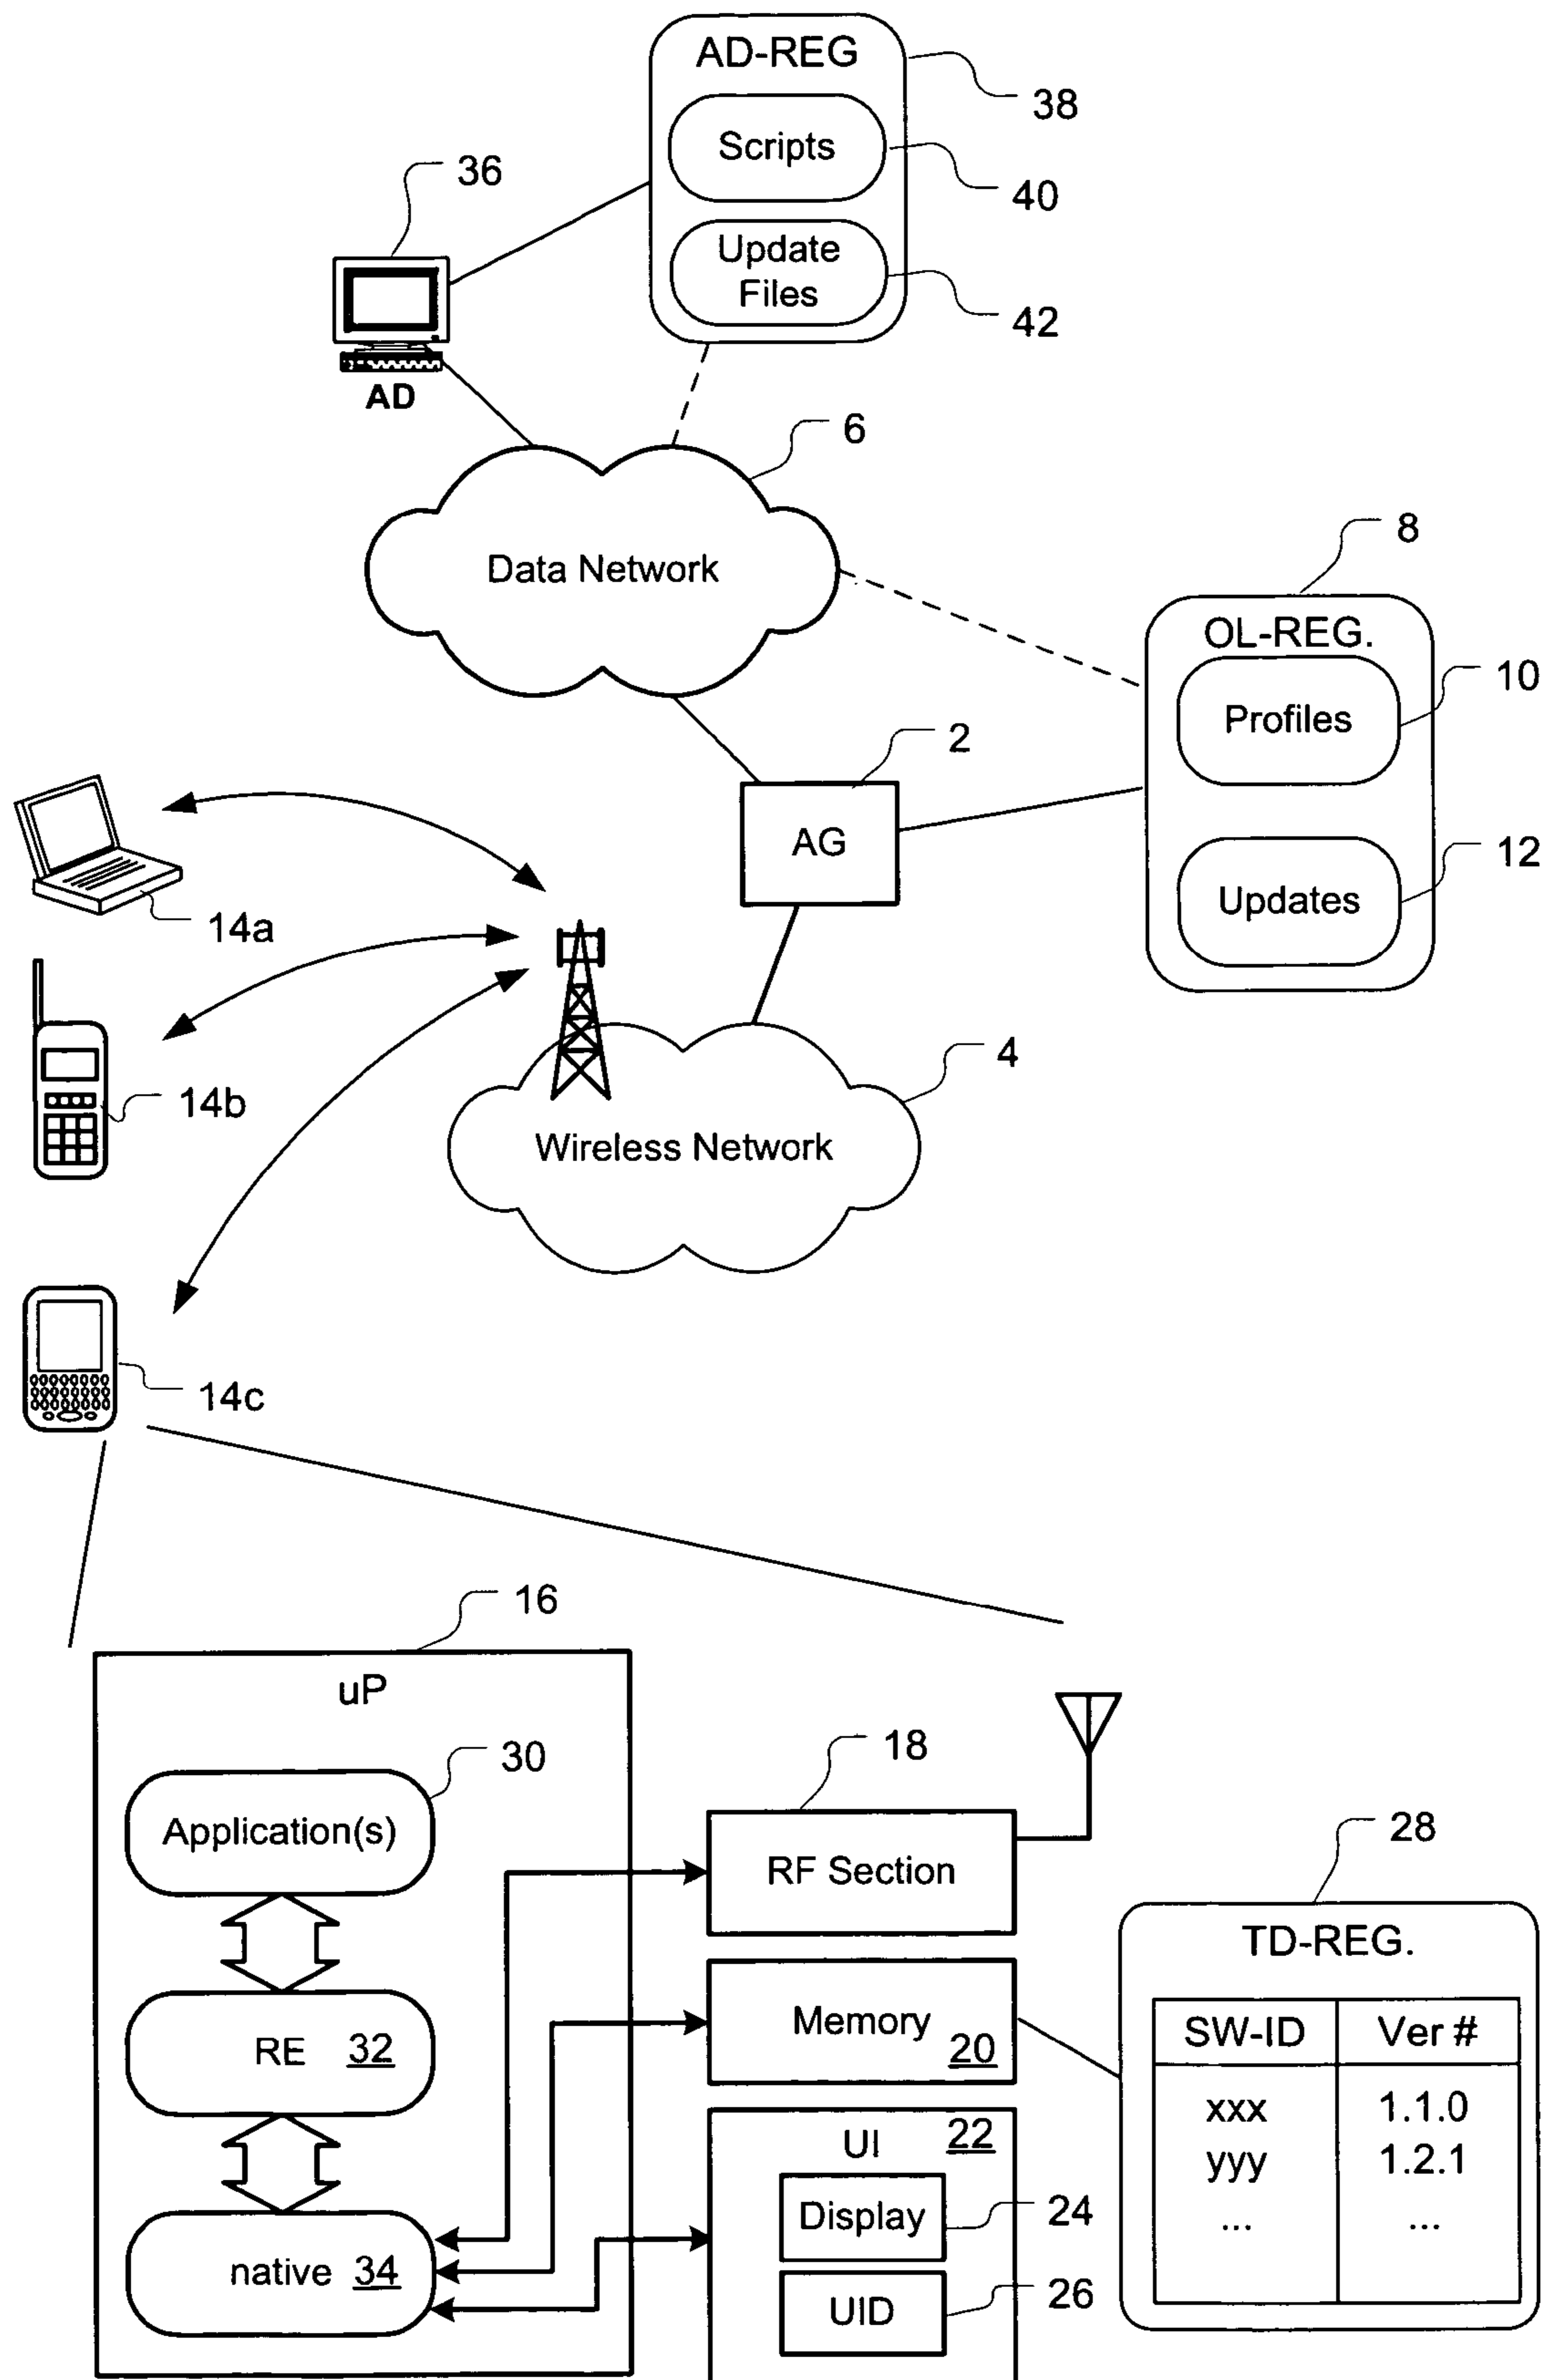 AD-REG
38
Scripts
40
Update
Files
42
36
AD
6
Data Network
8
OL-REG.
10
Profiles
12
Updates
2
AG
14a
14b
4
Wireless Network
14c
16
uP
30
Application(s)
RE 32
native 34
18
RF Section
Memory
20
UI 22
Display
24
UID
26
28
TD-REG.
SW-ID Ver #
xxx 1.1.0
yyy 1.2.1
... ...